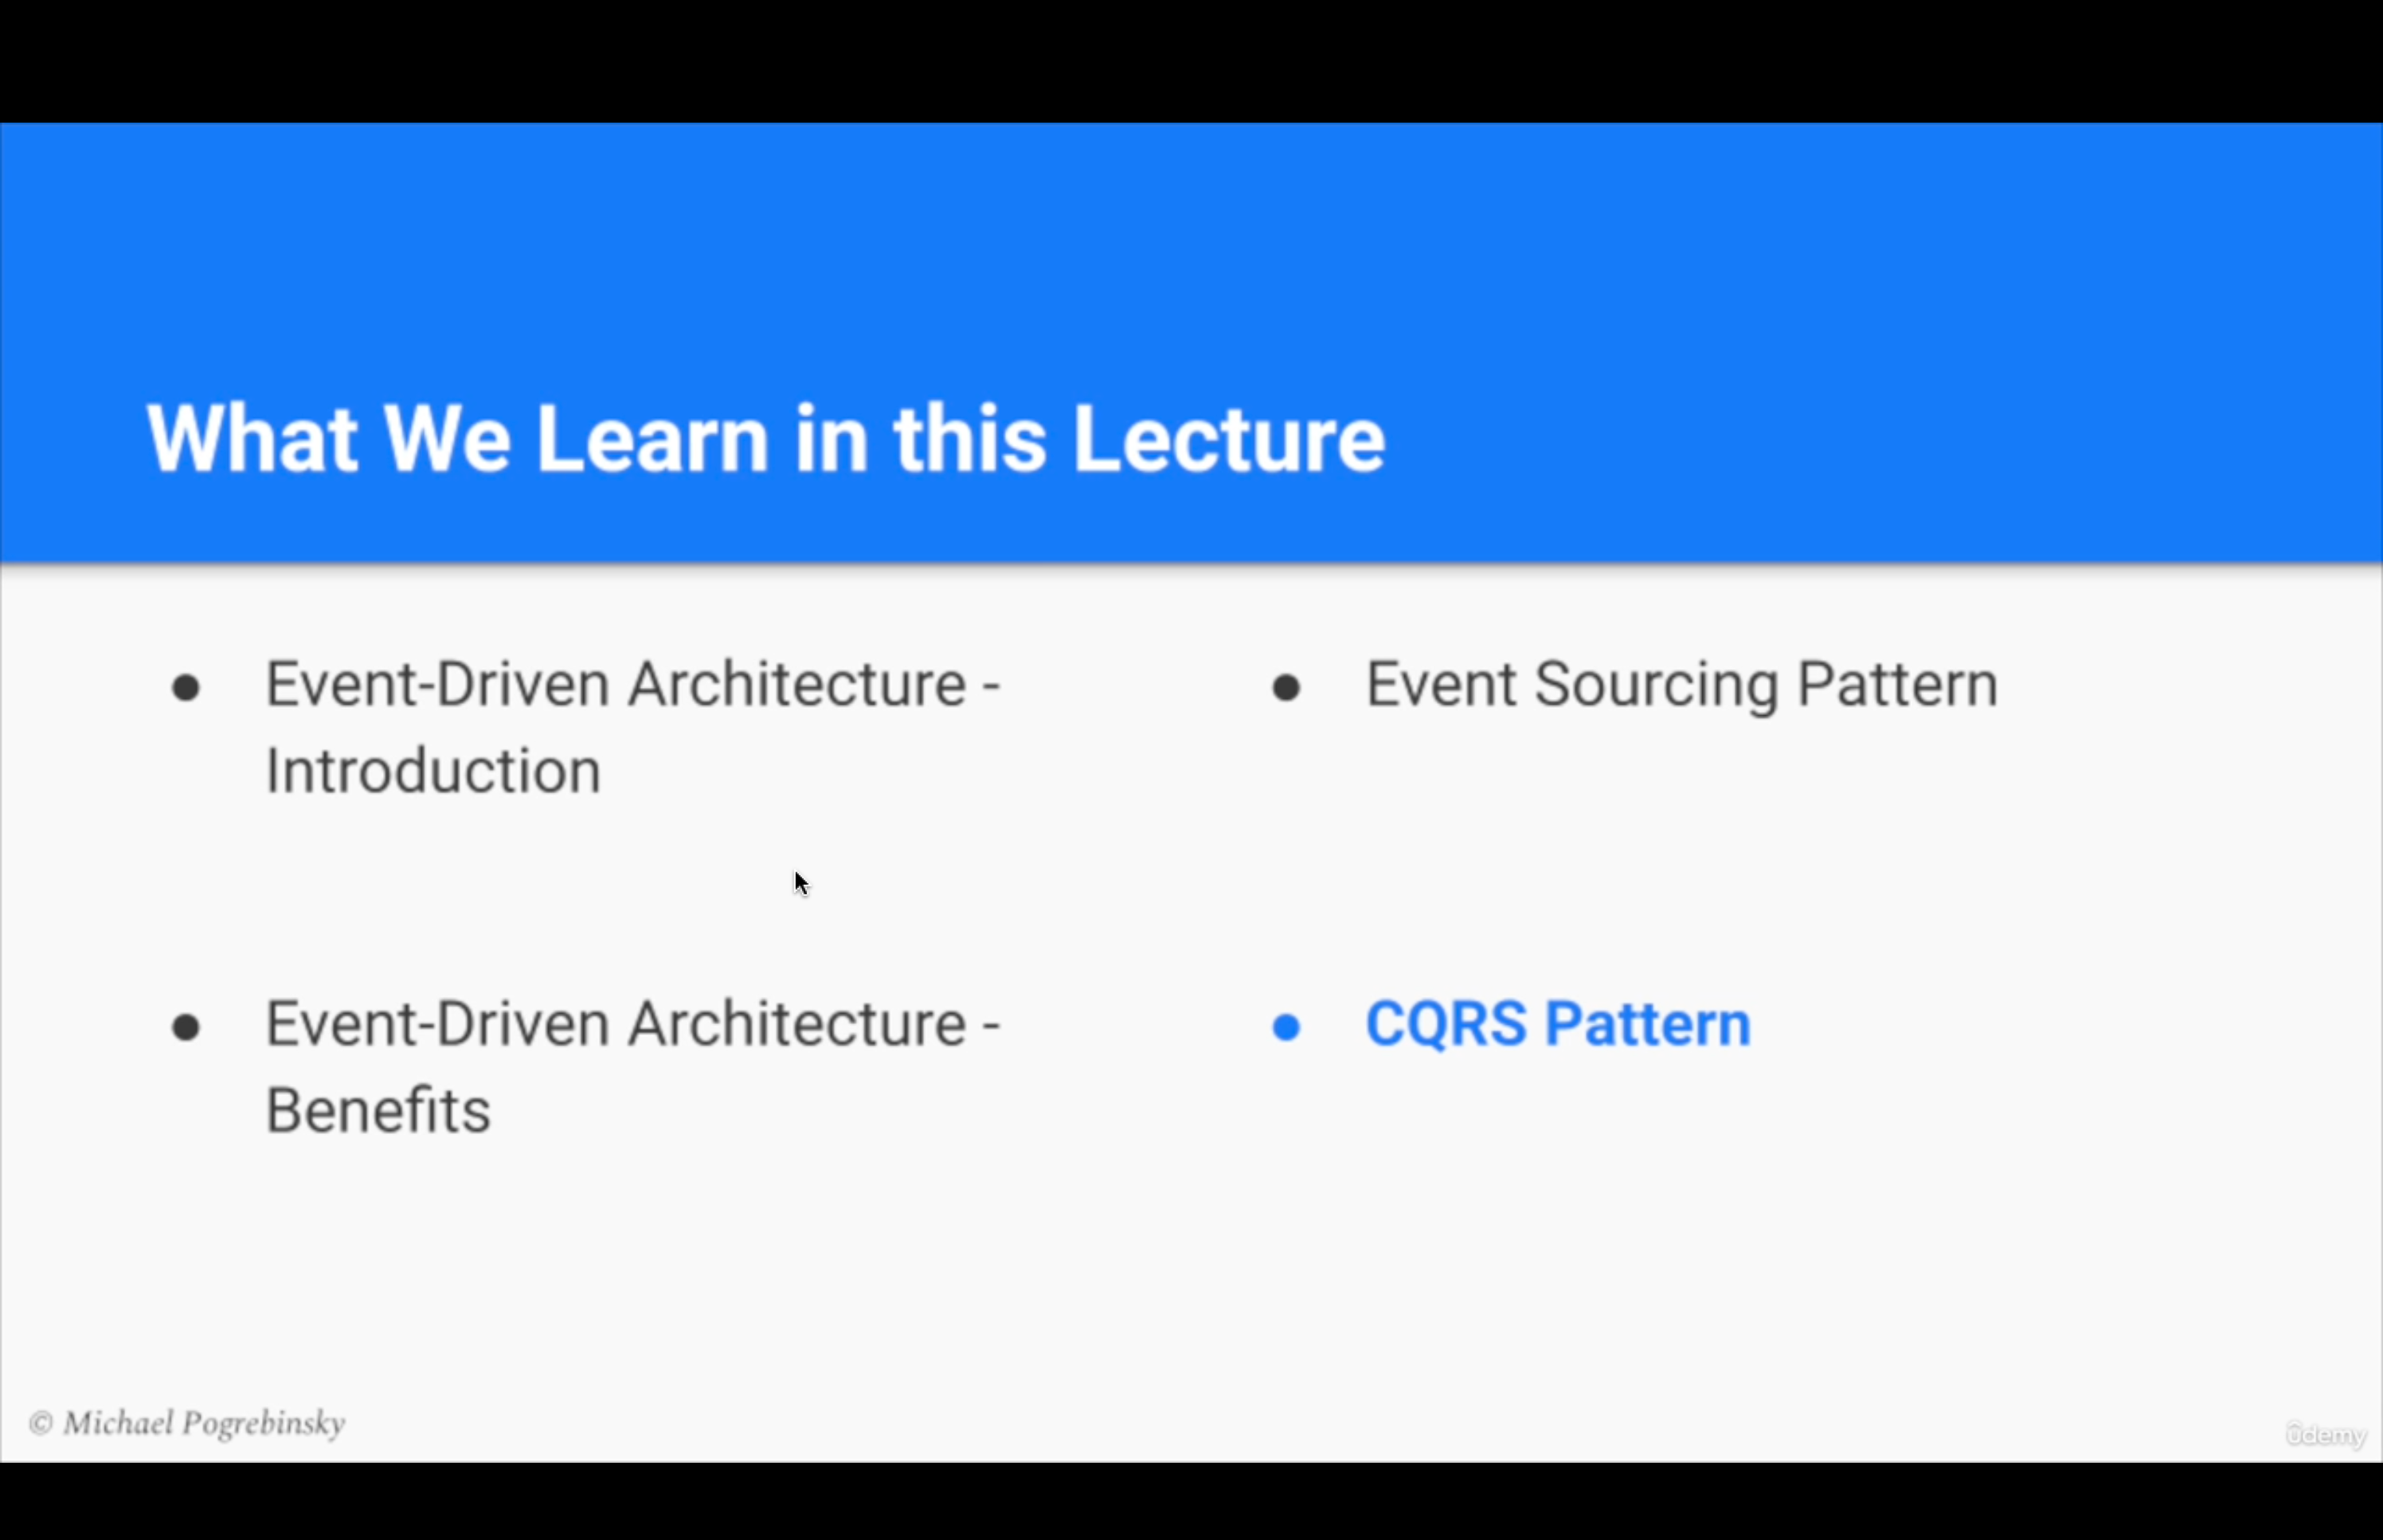 What We Learn in this Lecture
Event-Driven Architecture -
Introduction
Event-Driven Architecture -
Benefits
Event Sourcing Pattern
CQRS Pattern
© Michael Pogrebinsky
ûdemy